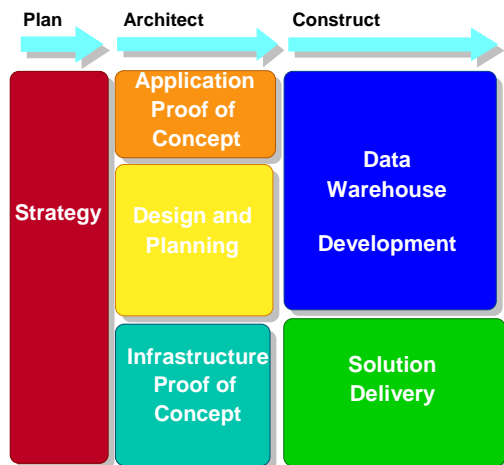 Plan
Architect
Construct
Strategy
Application
Proof of
Concept
Design and
Planning
Infrastructure
Proof of
Concept
Data
Warehouse
Development
Solution
Delivery